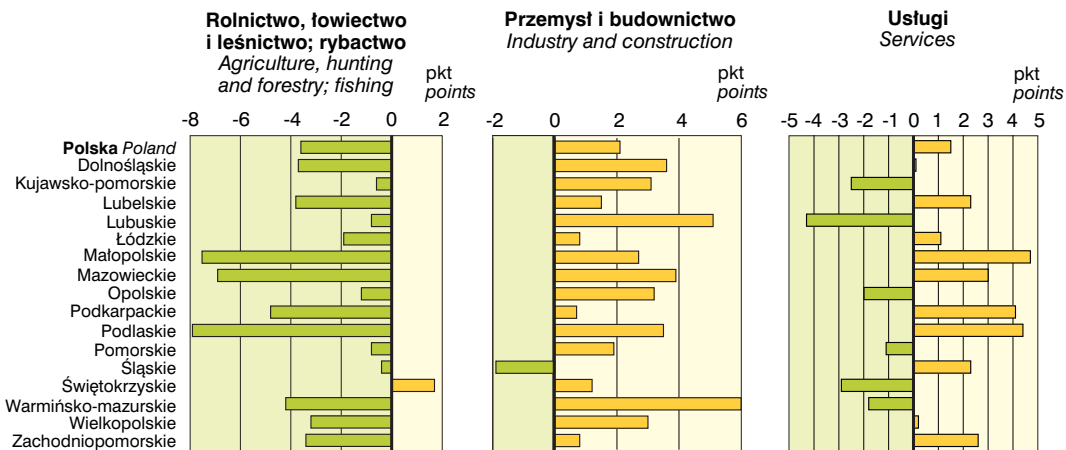 Rolnictwo, łowiectwo
i leśnictwo; rybactwo
Agriculture, hunting
and forestry; fishing
pkt
points
-8 -6 -4 -2 0 2
Przemysł i budownictwo
Industry and construction
pkt
points
-2 0 2 4 6
Usługi
Services
pkt
points
-5 -4 -3 -2 -1 0 1 2 3 4 5
Polska Poland
Dolnośląskie
Kujawsko-pomorskie
Lubelskie
Lubuskie
Łódzkie
Małopolskie
Mazowieckie
Opolskie
Podkarpackie
Podlaskie
Pomorskie
Śląskie
Świętokrzyskie
Warmińsko-mazurskie
Wielkopolskie
Zachodniopomorskie